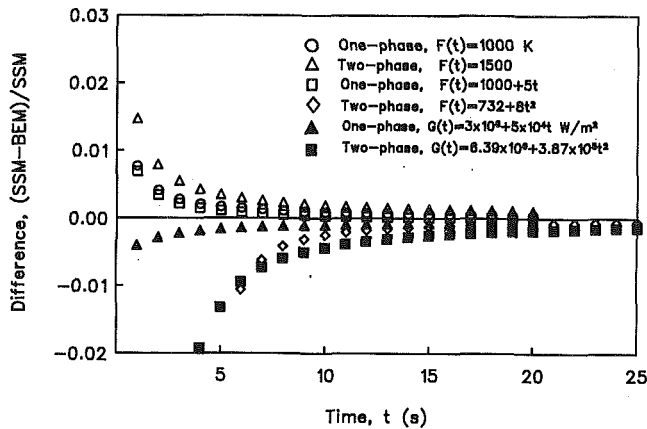 0.03
0.02
0.01
0.00
−0.01
−0.02
Difference, (SSM−BEM)/SSM
One−phase, F(t)=1000 K
Two−phase, F(t)=1500
One−phase, F(t)=1000+5t
Two−phase, F(t)=732+8t²
One−phase, G(t)=3x10⁶+5x10⁴t W/m²
Two−phase, G(t)=6.39x10⁶+3.87x10⁵t²
5
10
15
20
25
Time, t (s)